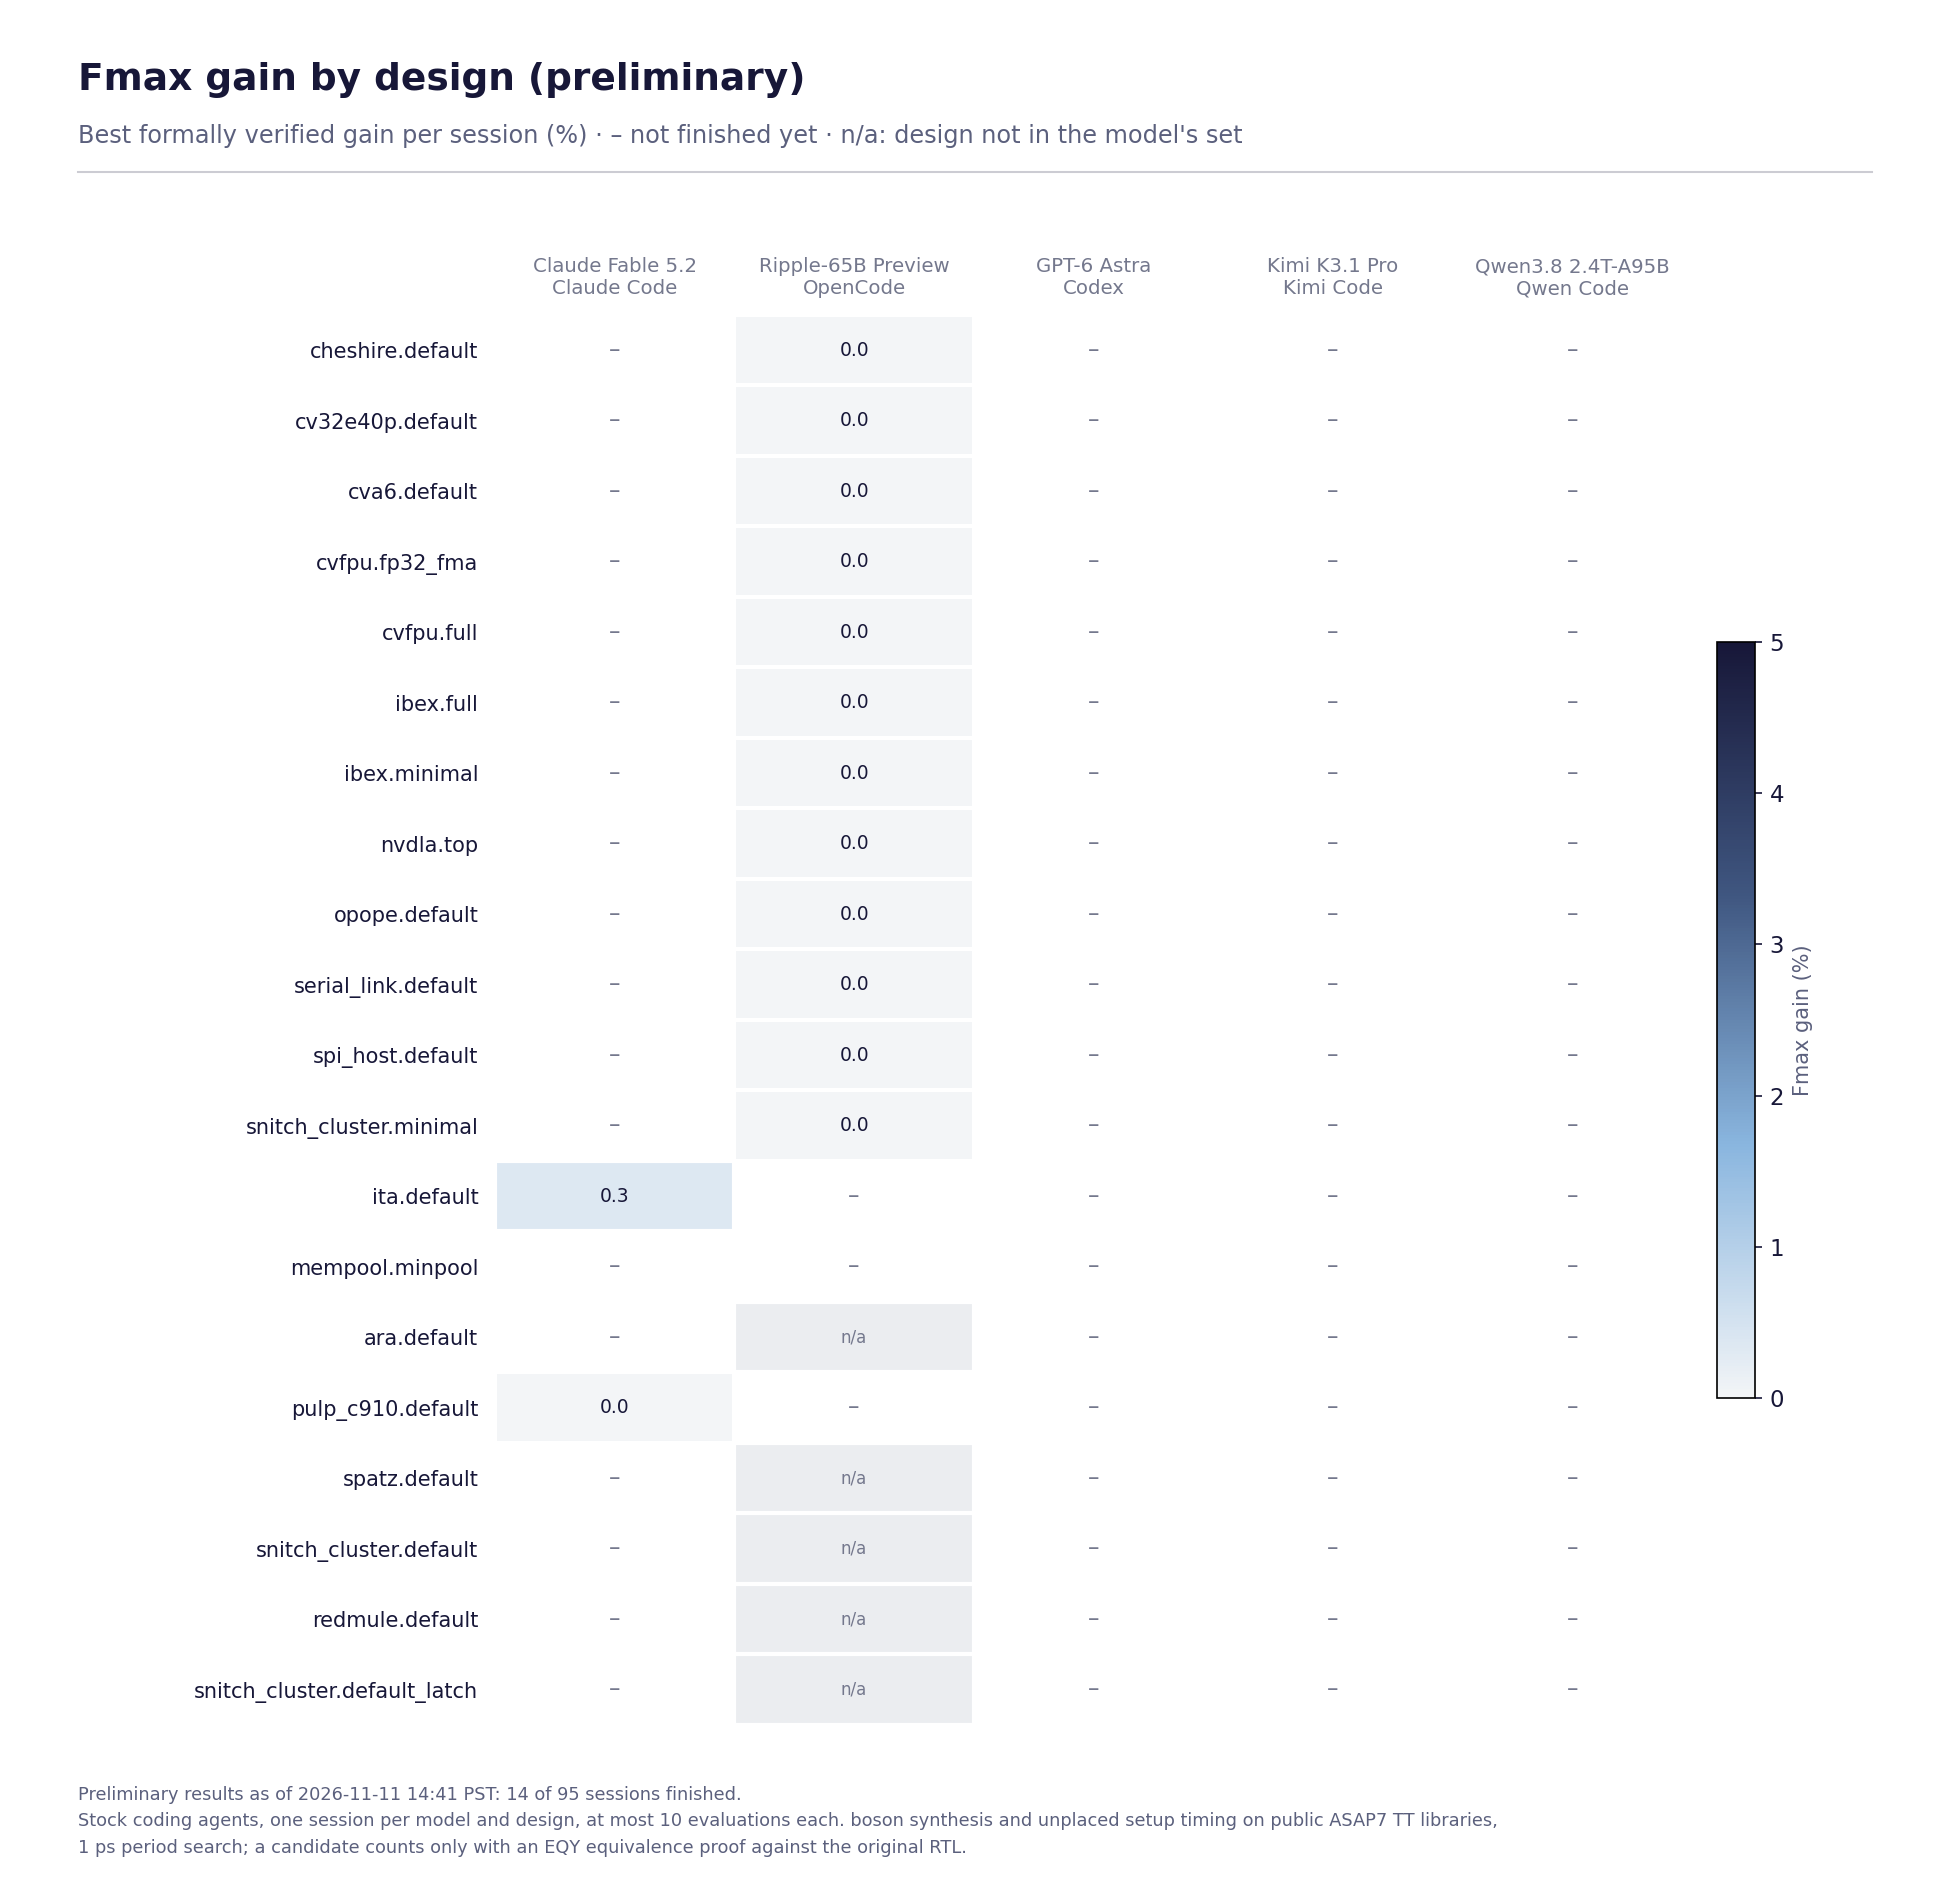 Fmax gain by design (preliminary)
Best formally verified gain per session (%) · – not finished yet · n/a: design not in the model's set
Claude Fable 5.2 Ripple-65B Preview GPT-6 Astra Kimi K3.1 Pro Qwen3.8 2.4T-A95B
Claude Code OpenCode Codex Kimi Code Qwen Code
cheshire.default – 0.0 – – –
cv32e40p.default – 0.0 – – –
cva6.default – 0.0 – – –
cvfpu.fp32_fma – 0.0 – – –
cvfpu.full – 0.0 – – –
ibex.full – 0.0 – – –
ibex.minimal – 0.0 – – –
nvdla.top – 0.0 – – –
opope.default – 0.0 – – –
serial_link.default – 0.0 – – –
spi_host.default – 0.0 – – –
snitch_cluster.minimal – 0.0 – – –
ita.default 0.3 – – – –
mempool.minpool – – – – –
ara.default – n/a – – –
pulp_c910.default 0.0 – – – –
spatz.default – n/a – – –
snitch_cluster.default – n/a – – –
redmule.default – n/a – – –
snitch_cluster.default_latch – n/a – – –
5
4
3
2
1
0
Fmax gain (%)
Preliminary results as of 2026-11-11 14:41 PST: 14 of 95 sessions finished.
Stock coding agents, one session per model and design, at most 10 evaluations each. boson synthesis and unplaced setup timing on public ASAP7 TT libraries,
1 ps period search; a candidate counts only with an EQY equivalence proof against the original RTL.